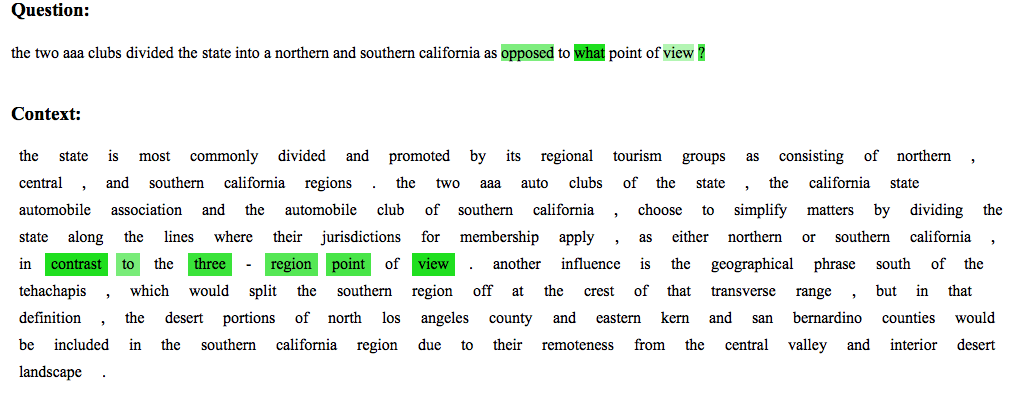 Question:
the two aaa clubs divided the state into a northern and southern california as opposed to what point of view ?
Context:
the state is most commonly divided and promoted by its regional tourism groups as consisting of northern ,
central , and southern california regions . the two aaa auto clubs of the state , the california state
automobile association and the automobile club of southern california , choose to simplify matters by dividing the
state along the lines where their jurisdictions for membership apply , as either northern or southern california ,
in contrast to the three - region point of view . another influence is the geographical phrase south of the
tehachapis , which would split the southern region off at the crest of that transverse range , but in that
definition , the desert portions of north los angeles county and eastern kern and san bernardino counties would
be included in the southern california region due to their remoteness from the central valley and interior desert
landscape .